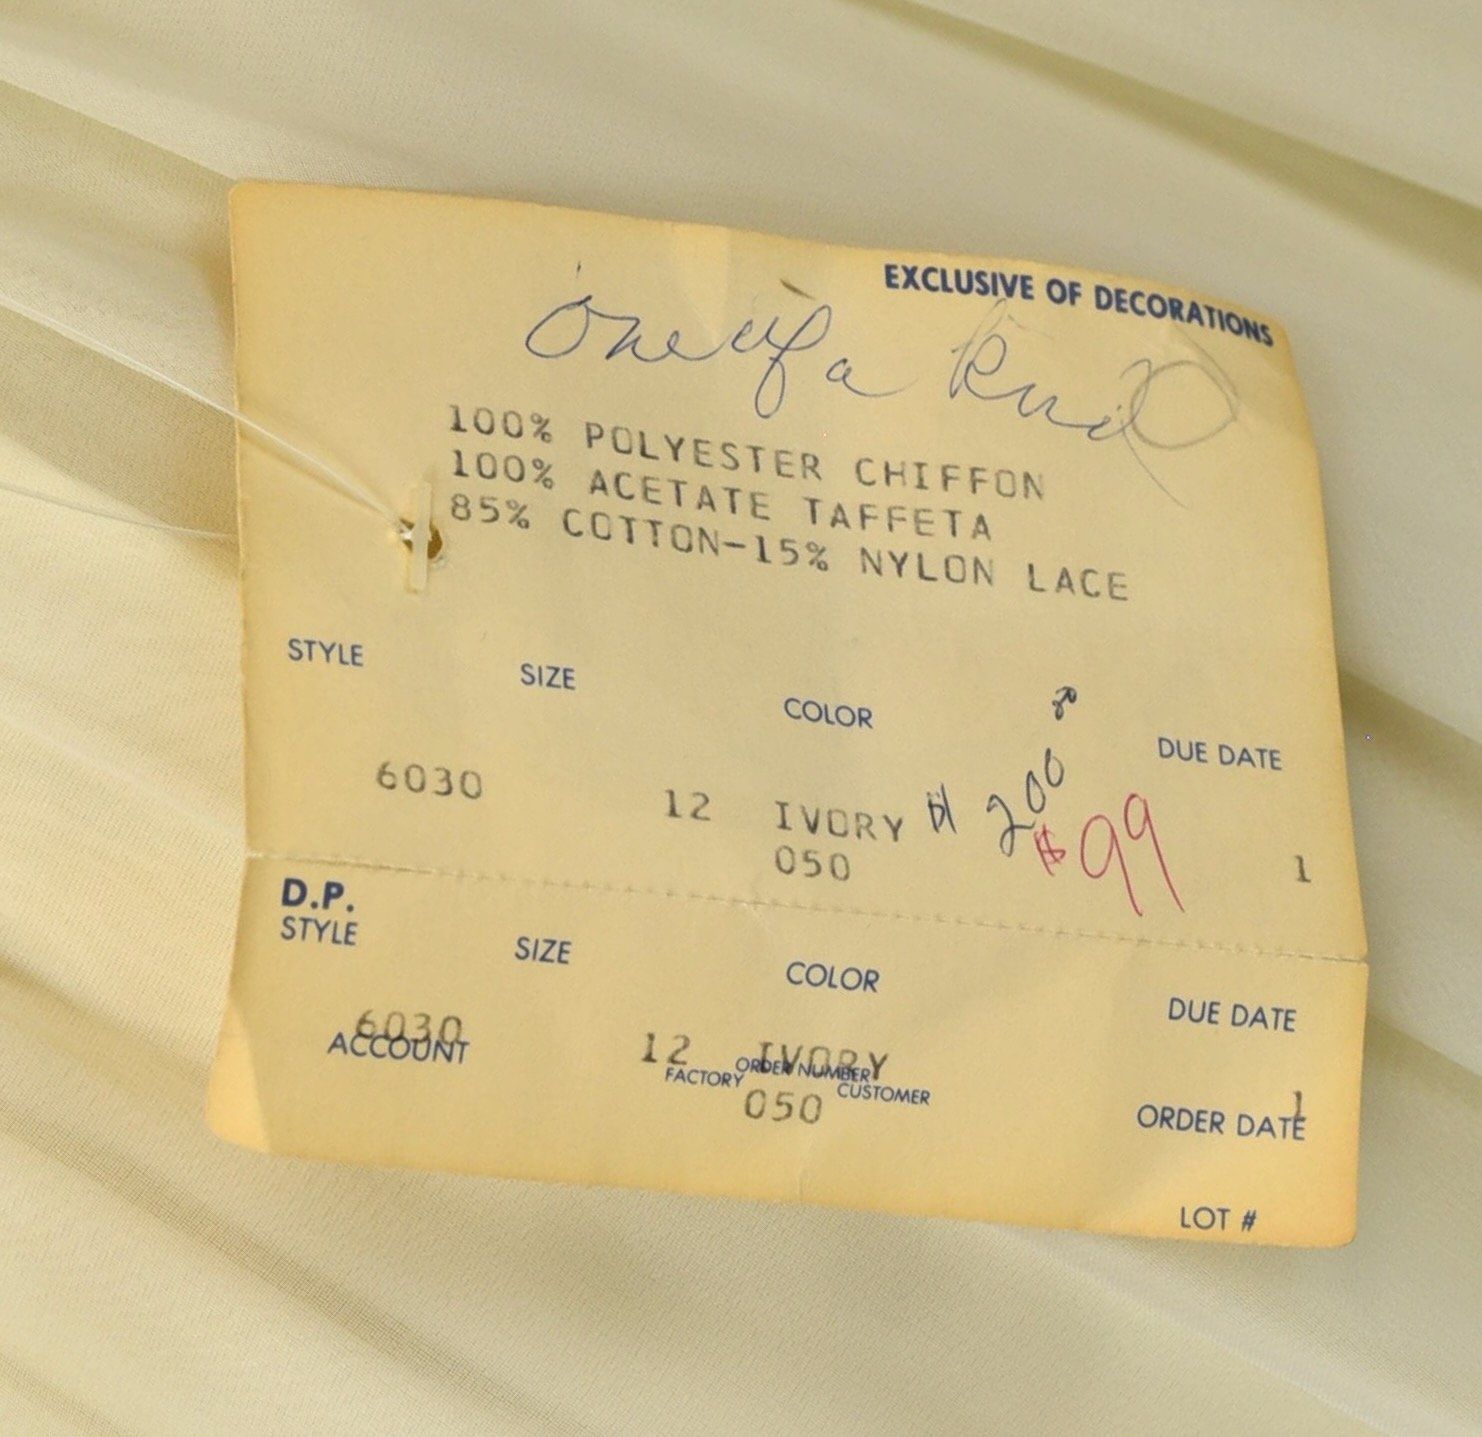 EXCLUSIVE OF DECORATIONS
100% POLYESTER CHIFFON
100% ACETATE TAFFETA
85% COTTON-15% NYLON LACE
STYLE SIZE COLOR DUE DATE
6030 12 IVORY $200 1
050 $99
D.P.
STYLE SIZE COLOR DUE DATE
6030 12 IVORY 1
ACCOUNT FACTORY ORDER NUMBER CUSTOMER
050 ORDER DATE
LOT #